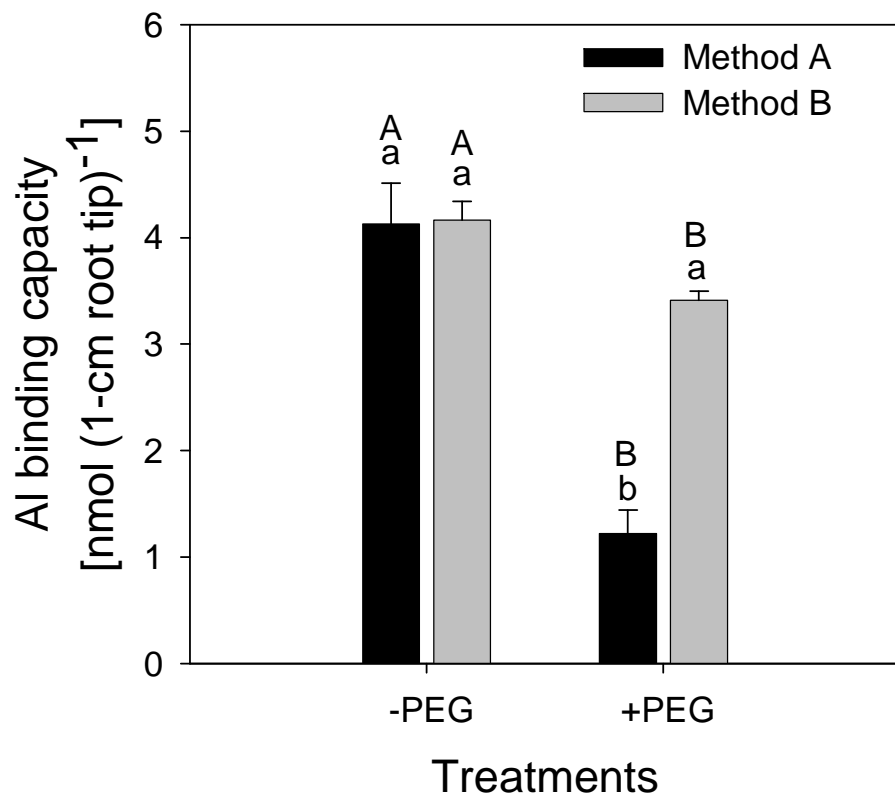 Al binding capacity
[nmol (1-cm root tip)-1]
6
5
4
3
2
1
0
Method A
Method B
A
a
A
a
B
b
B
a
-PEG
+PEG
Treatments